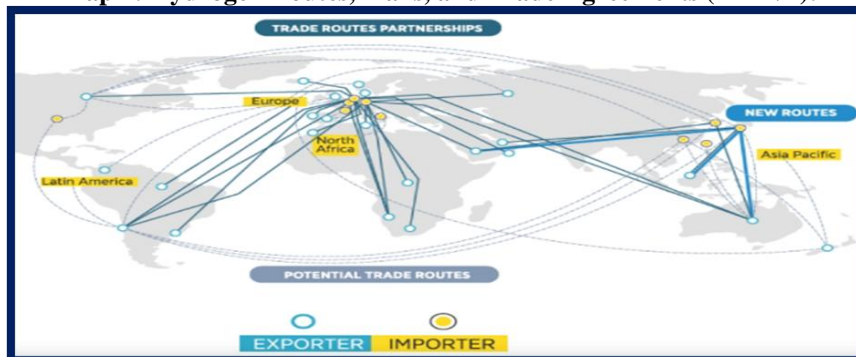 TRADE ROUTES PARTNERSHIPS
Europe
NEW ROUTES
North
Africa
Asia Pacific
Latin America
POTENTIAL TRADE ROUTES
EXPORTER IMPORTER